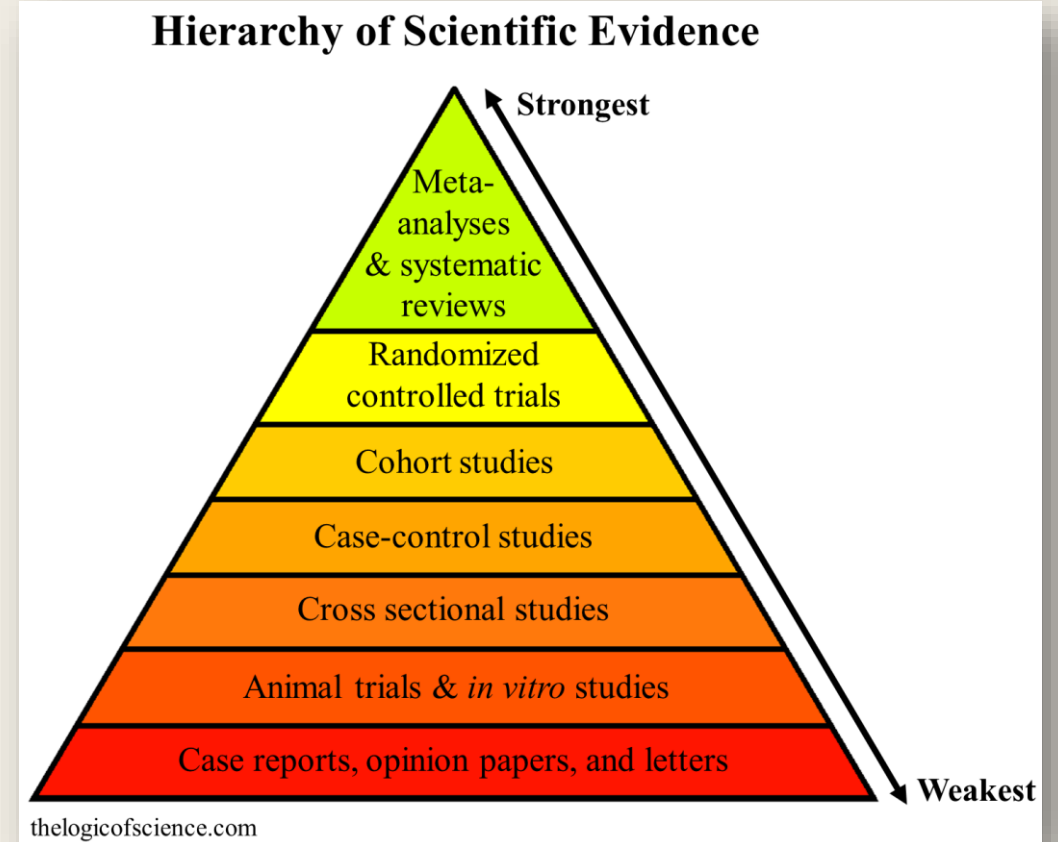 Hierarchy of Scientific Evidence
Strongest
Meta-
analyses
& systematic
reviews
Randomized
controlled trials
Cohort studies
Case-control studies
Cross sectional studies
Animal trials & in vitro studies
Case reports, opinion papers, and letters
Weakest
thelogicofscience.com